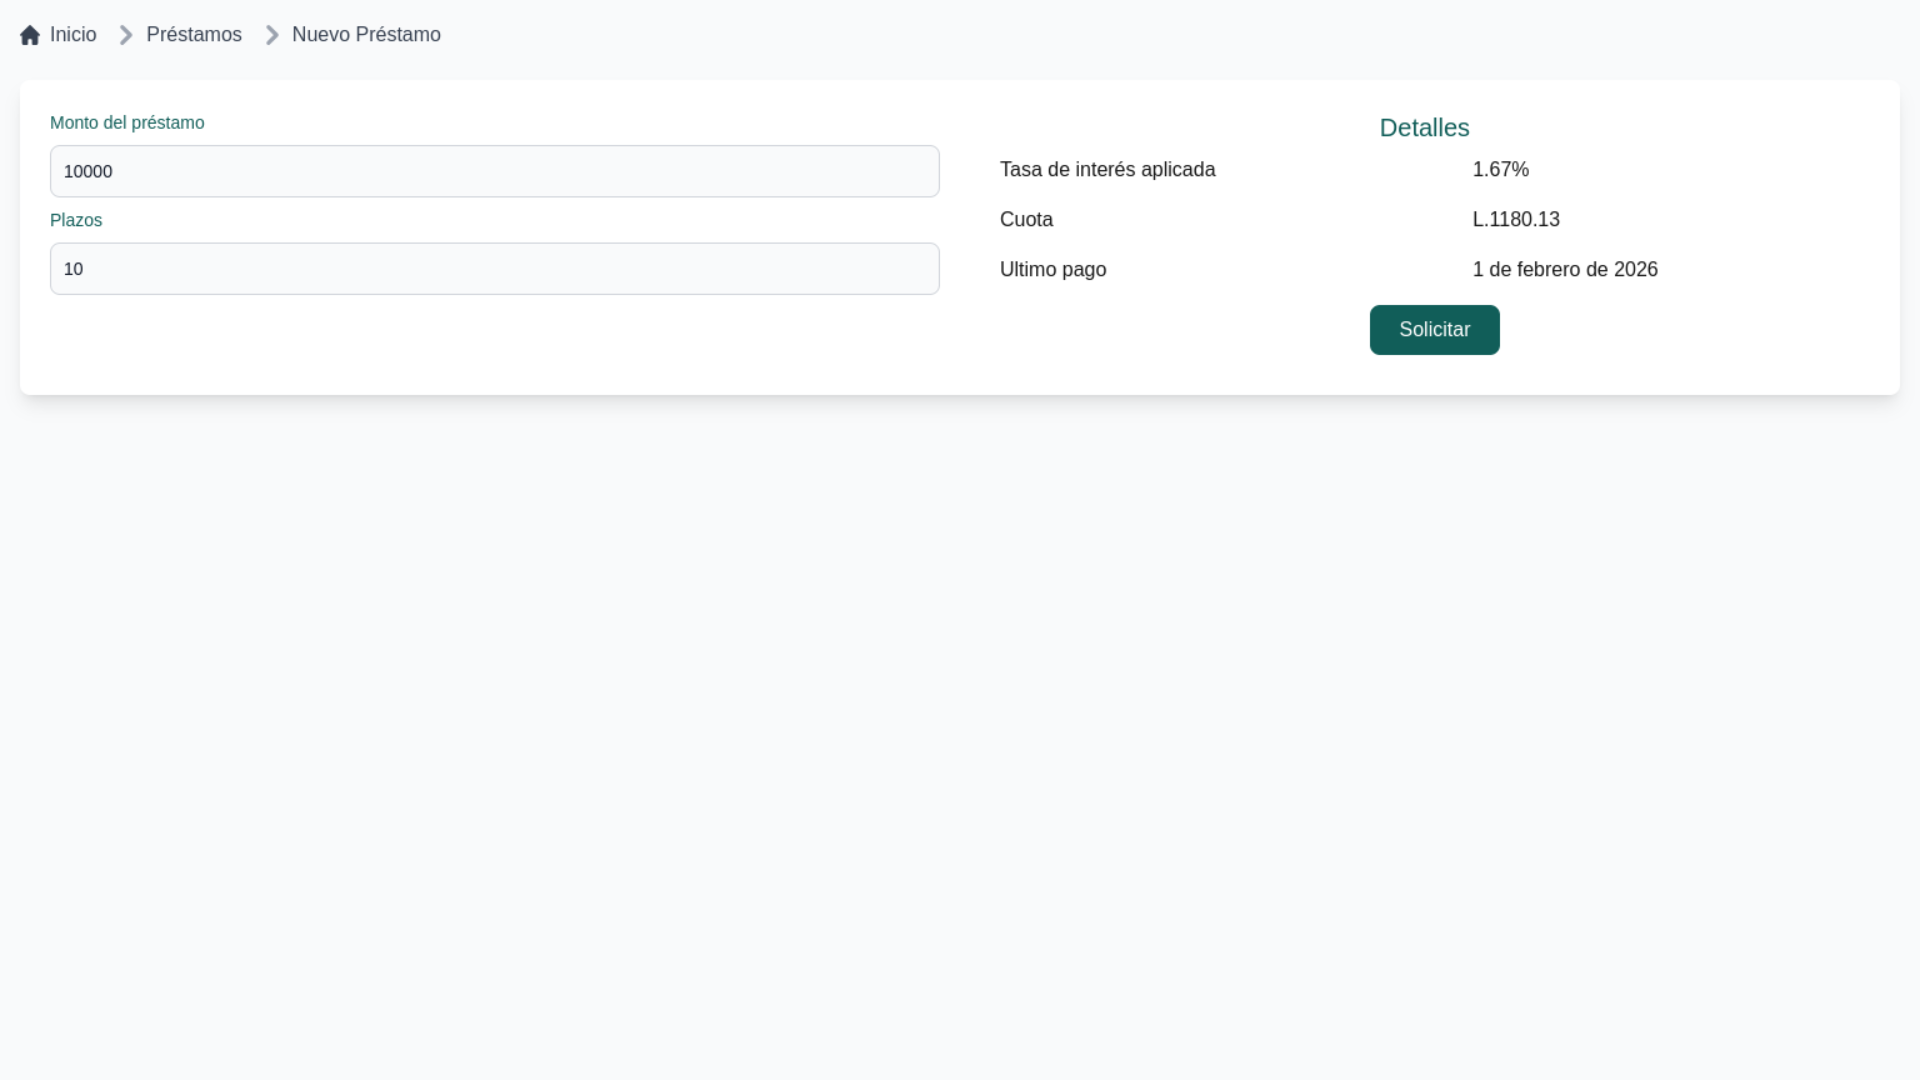 Inicio
Préstamos
Nuevo Préstamo
Monto del préstamo
10000
Plazos
10
Detalles
Tasa de interés aplicada 1.67%
Cuota L.1180.13
Ultimo pago 1 de febrero de 2026
Solicitar